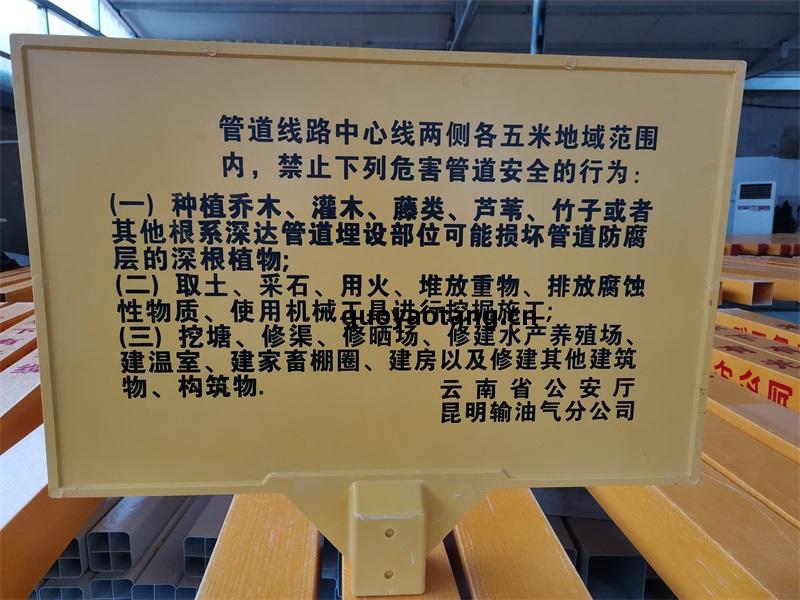 管道线路中心线两侧各五米地域范围
内，禁止下列危害管道安全的行为：
(一) 种植乔木、灌木、藤类、芦苇、竹子或者
其他根系深达管道埋设部位可能损坏管道防腐
层的深根植物;
(二) 取土、采石、用火、堆放重物、排放腐蚀
性物质、使用机械工具进行挖掘施工;
guoyaotang.cn
(三) 挖塘、修渠、修晒场、修建水产养殖场、
建温室、建家畜棚圈、建房以及修建其他建筑
物、构筑物.
云南省公安厅
昆明输油气分公司